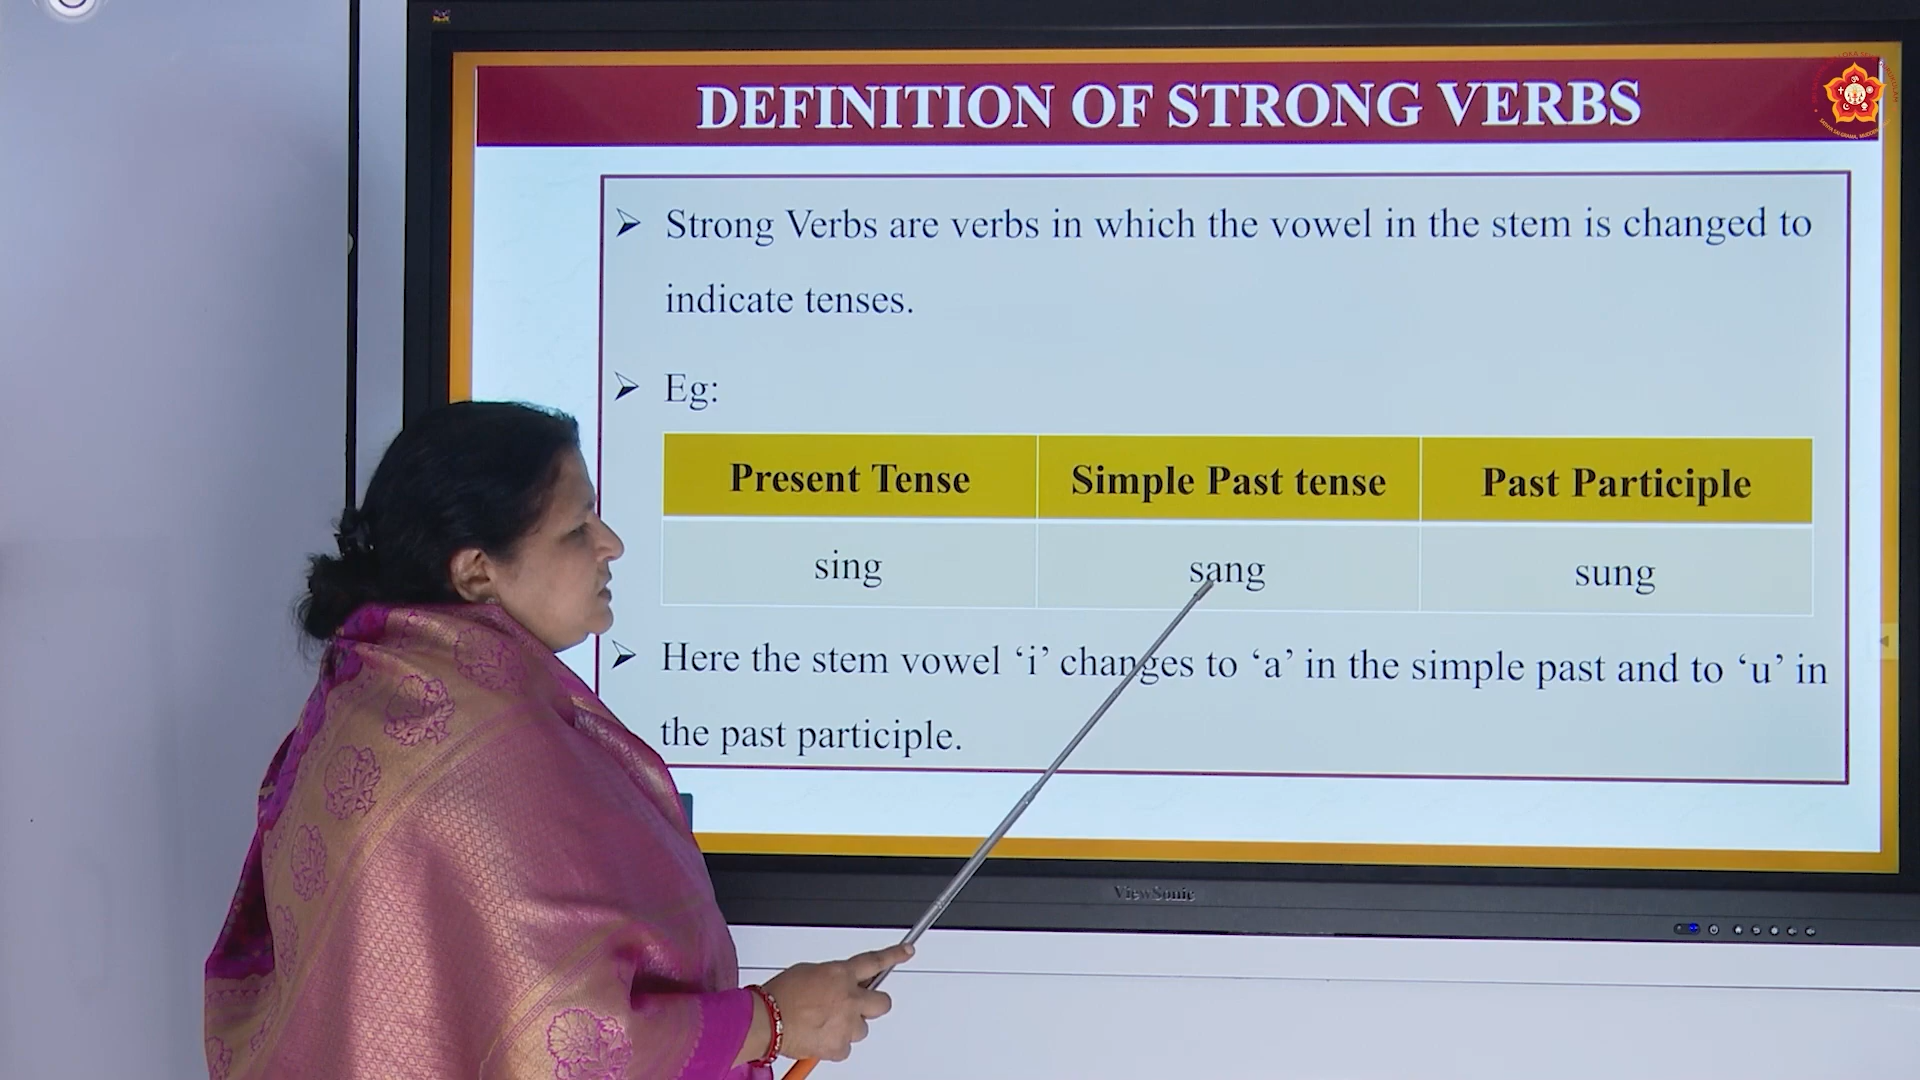 DEFINITION OF STRONG VERBS
➢ Strong Verbs are verbs in which the vowel in the stem is changed to
indicate tenses.
➢ Eg:
Present Tense Simple Past tense Past Participle
sing sang sung
➢ Here the stem vowel ‘i’ changes to ‘a’ in the simple past and to ‘u’ in
the past participle.
ViewSonic